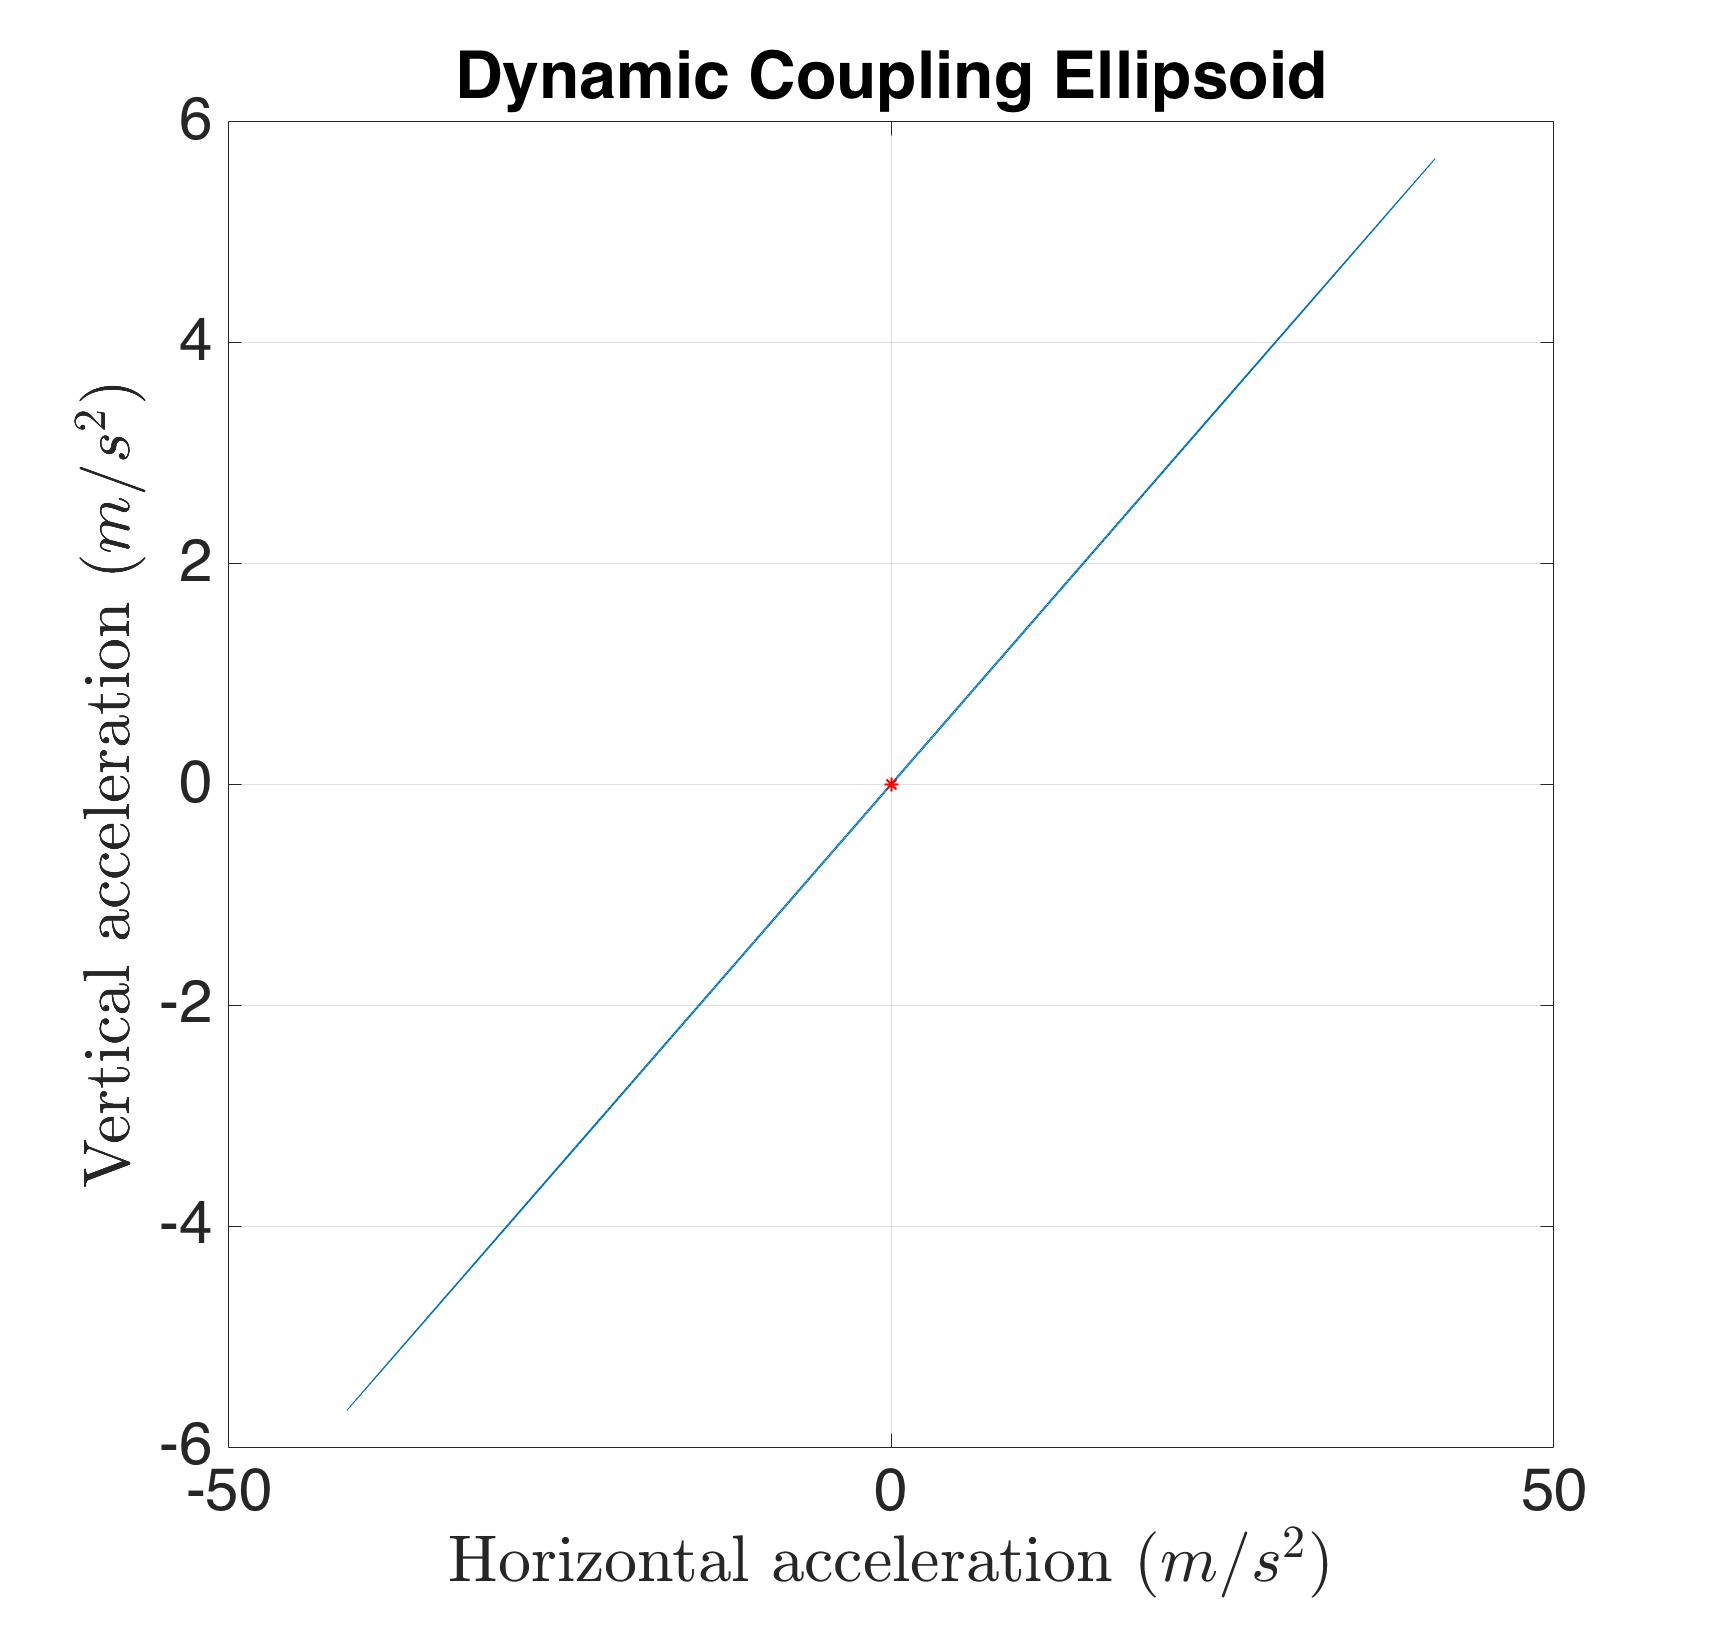 Dynamic Coupling Ellipsoid
6
4
2
0
-2
-4
-6
Vertical acceleration (m/s²)
-50 0 50
Horizontal acceleration (m/s²)